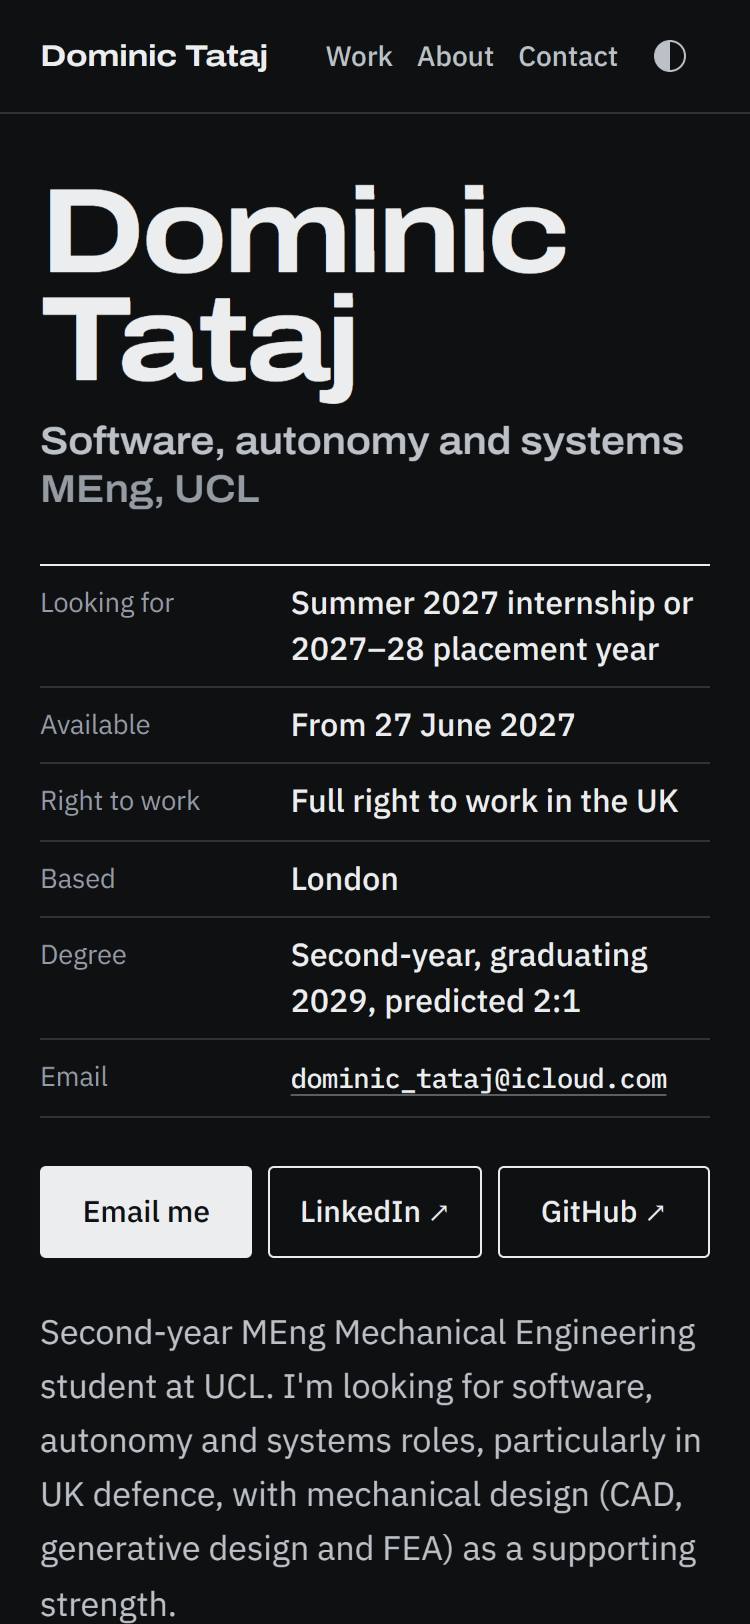 Dominic Tataj Work About Contact
Dominic
Tataj
Software, autonomy and systems
MEng, UCL
Looking for Summer 2027 internship or
2027–28 placement year
Available From 27 June 2027
Right to work Full right to work in the UK
Based London
Degree Second-year, graduating
2029, predicted 2:1
Email dominic_tataj@icloud.com
Email me LinkedIn ↗ GitHub ↗
Second-year MEng Mechanical Engineering
student at UCL. I'm looking for software,
autonomy and systems roles, particularly in
UK defence, with mechanical design (CAD,
generative design and FEA) as a supporting
strength.